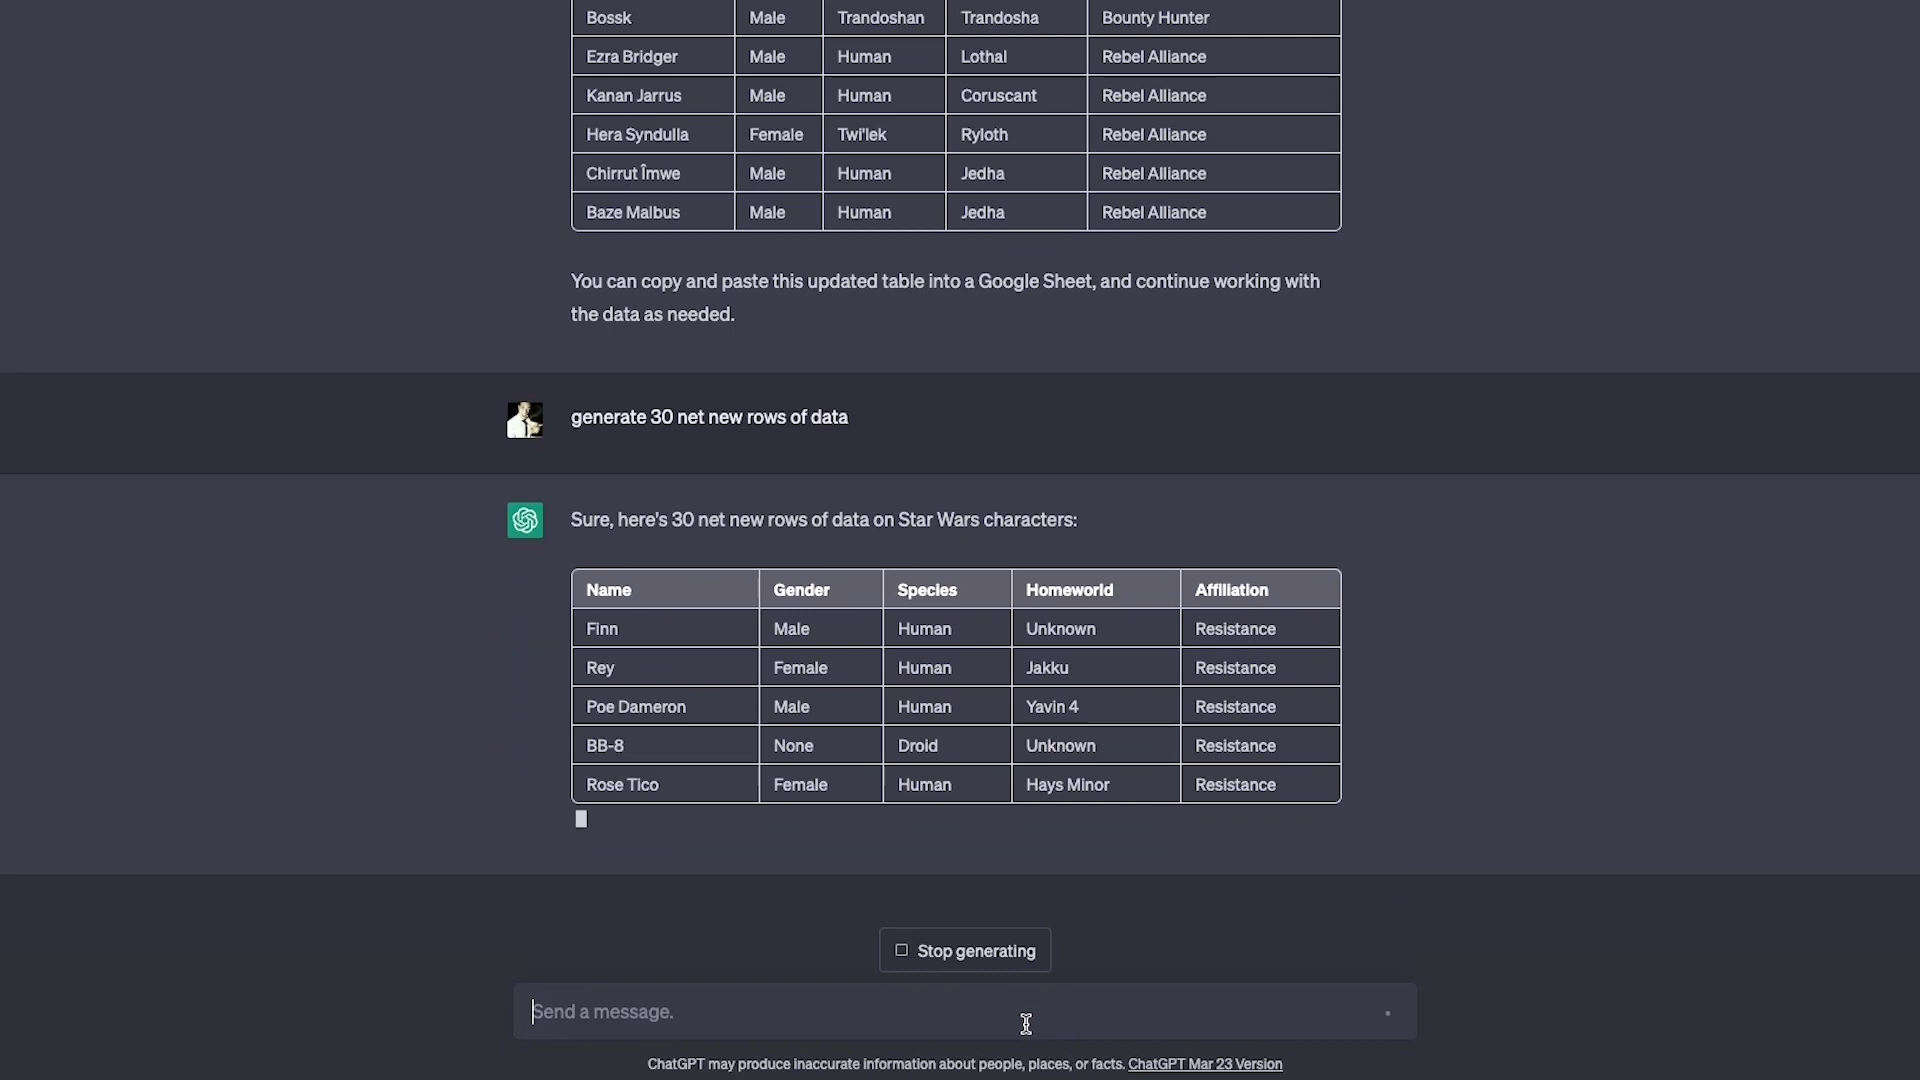 Bossk Male Trandoshan Trandosha Bounty Hunter
Ezra Bridger Male Human Lothal Rebel Alliance
Kanan Jarrus Male Human Coruscant Rebel Alliance
Hera Syndulla Female Twi'lek Ryloth Rebel Alliance
Chirrut Îmwe Male Human Jedha Rebel Alliance
Baze Malbus Male Human Jedha Rebel Alliance
You can copy and paste this updated table into a Google Sheet, and continue working with
the data as needed.
generate 30 net new rows of data
Sure, here's 30 net new rows of data on Star Wars characters:
Name Gender Species Homeworld Affiliation
Finn Male Human Unknown Resistance
Rey Female Human Jakku Resistance
Poe Dameron Male Human Yavin 4 Resistance
BB-8 None Droid Unknown Resistance
Rose Tico Female Human Hays Minor Resistance
Stop generating
Send a message.
ChatGPT may produce inaccurate information about people, places, or facts. ChatGPT Mar 23 Version